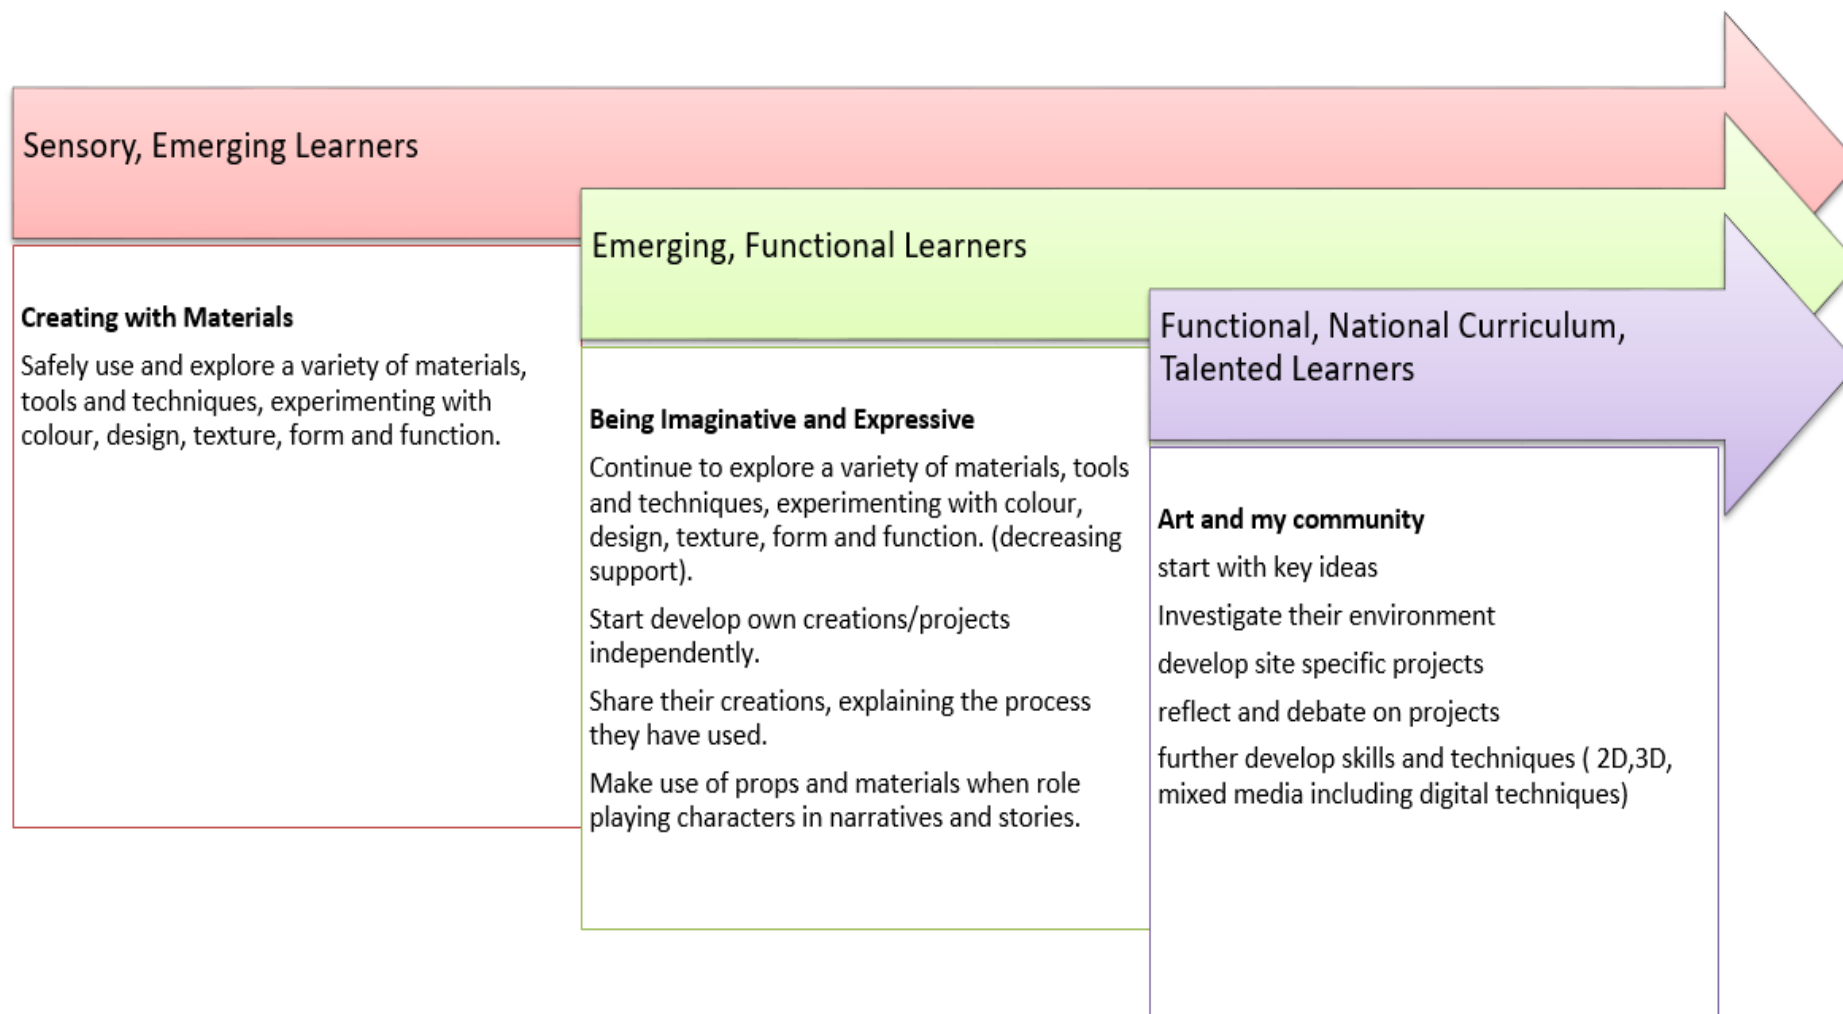 Sensory, Emerging Learners
Creating with Materials
Safely use and explore a variety of materials,
tools and techniques, experimenting with
colour, design, texture, form and function.
Emerging, Functional Learners
Being Imaginative and Expressive
Continue to explore a variety of materials, tools
and techniques, experimenting with colour,
design, texture, form and function. (decreasing
support).
Start develop own creations/projects
independently.
Share their creations, explaining the process
they have used.
Make use of props and materials when role
playing characters in narratives and stories.
Functional, National Curriculum,
Talented Learners
Art and my community
start with key ideas
Investigate their environment
develop site specific projects
reflect and debate on projects
further develop skills and techniques ( 2D,3D,
mixed media including digital techniques)